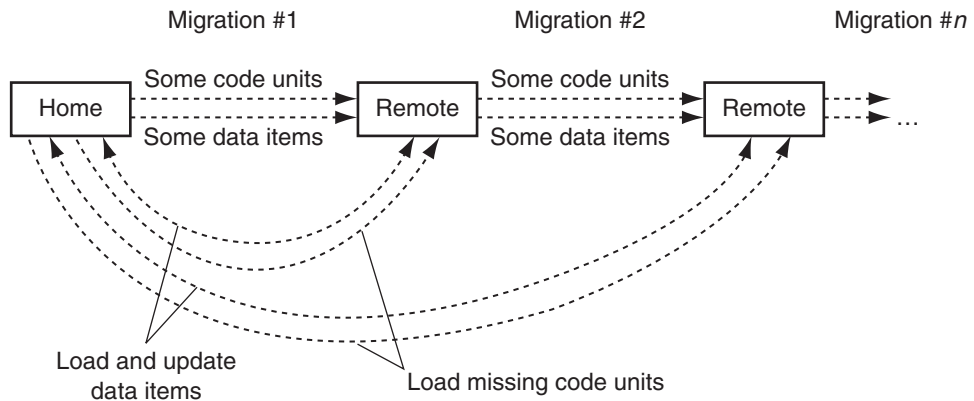 Migration #1
Migration #2
Migration #n
Home
Some code units
Some data items
Remote
Some code units
Some data items
Remote
...
Load and update
data items
Load missing code units